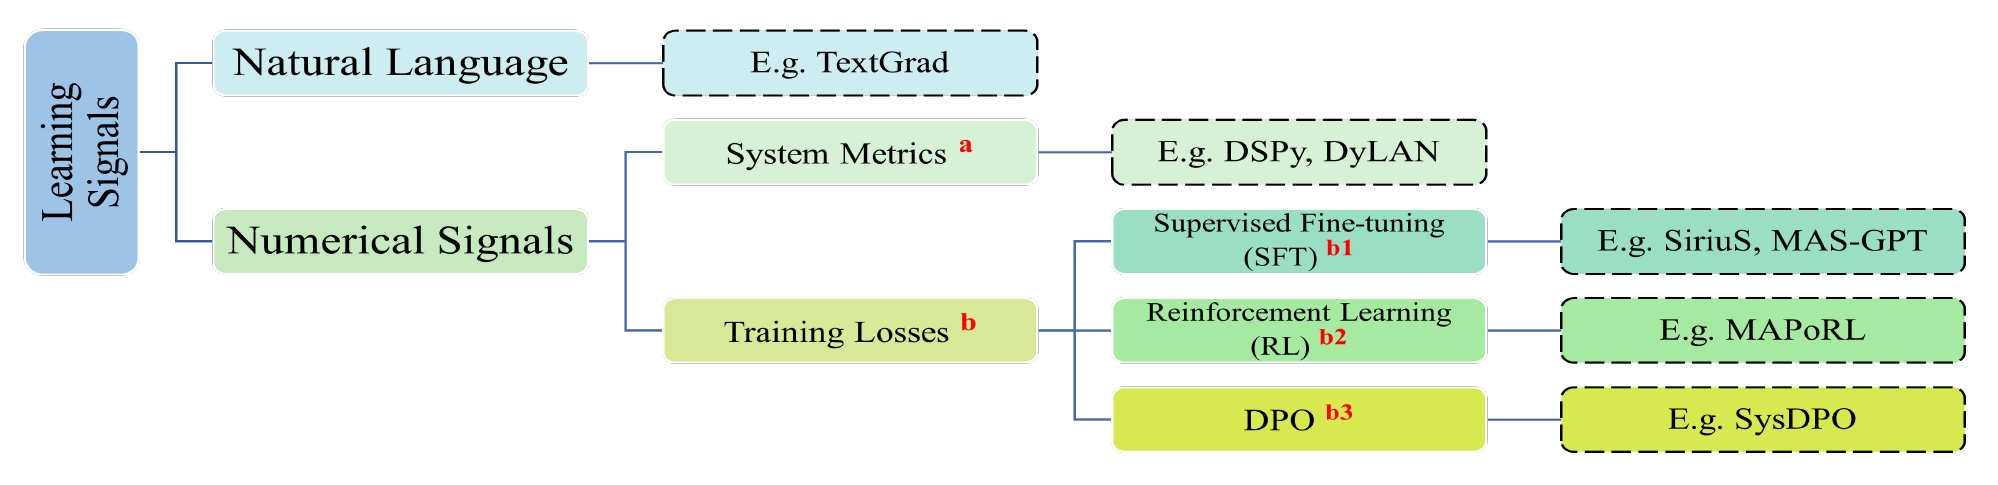 Learning
Signals
Natural Language
E.g. TextGrad
System Metrics a
E.g. DSPy, DyLAN
Numerical Signals
Supervised Fine-tuning
(SFT) b1
E.g. SiriuS, MAS-GPT
Training Losses b
Reinforcement Learning
(RL) b2
E.g. MAPoRL
DPO b3
E.g. SysDPO